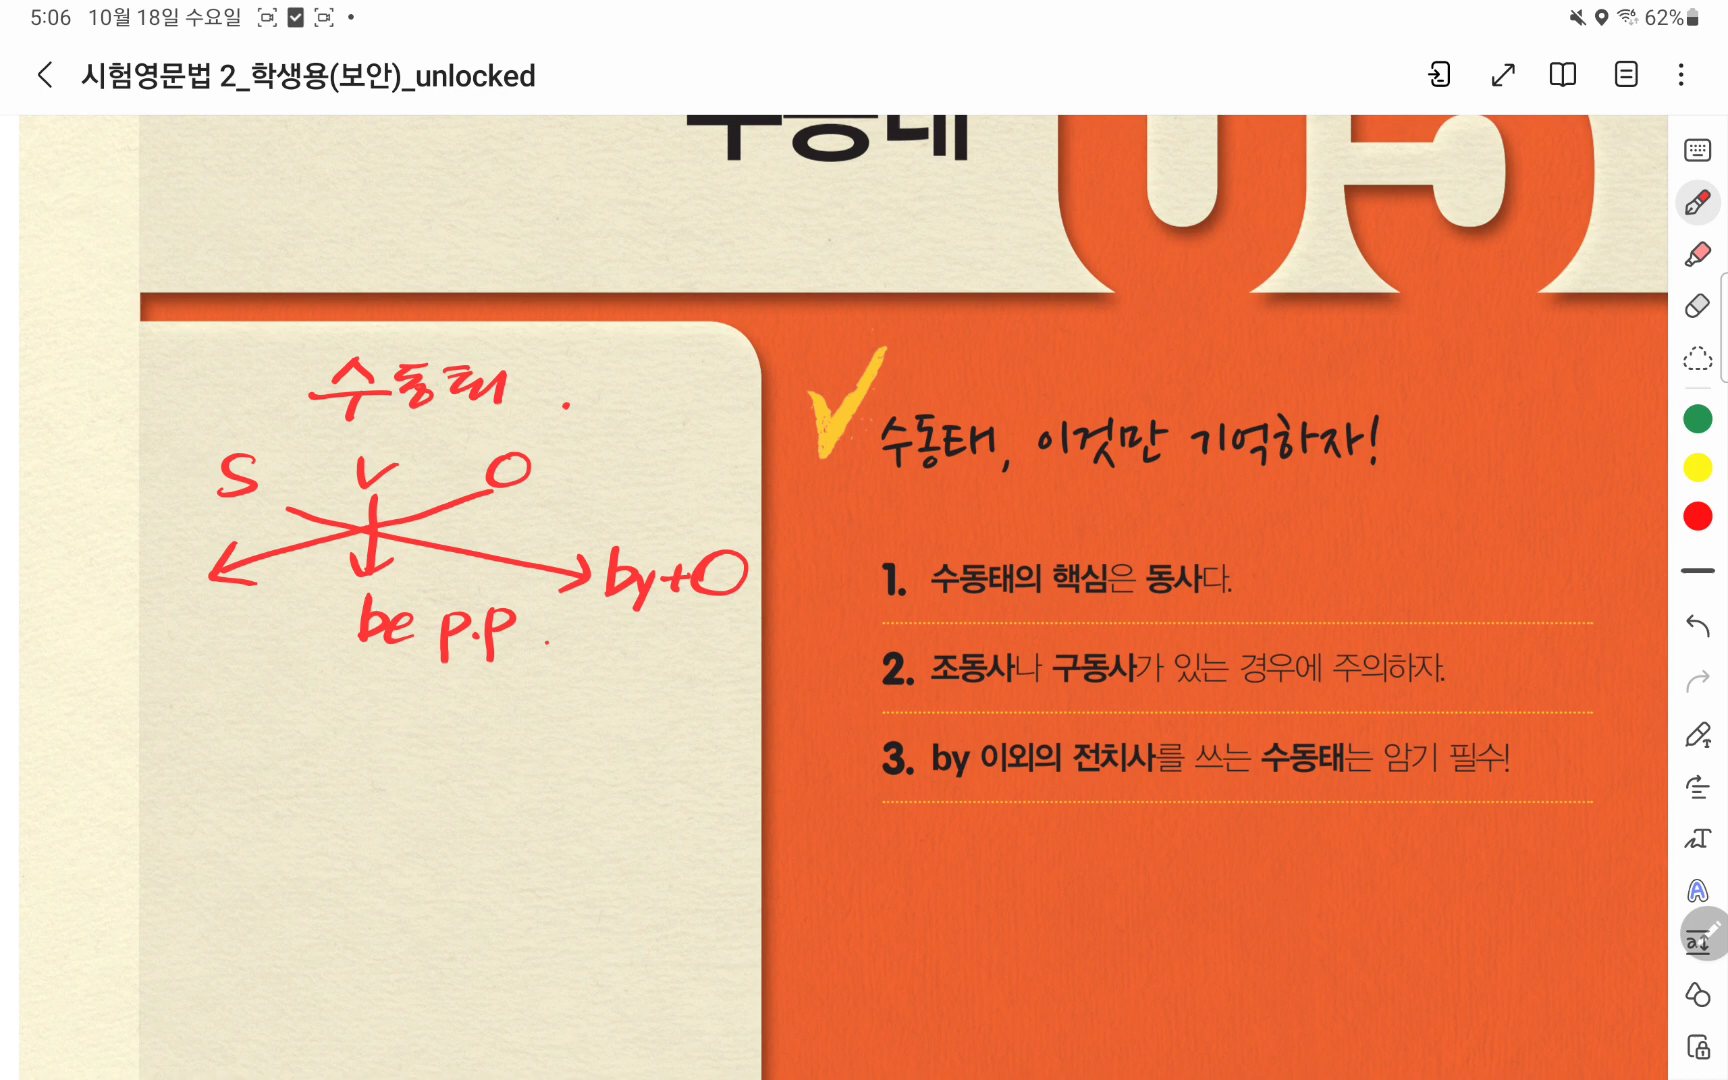 5:06 10월 18일 수요일 62%
시험영문법 2_학생용(보안)_unlocked
수동태 05
수동태.
S V O
by+O
be p.p.
수동태, 이것만 기억하자!
1. 수동태의 핵심은 동사다.
2. 조동사나 구동사가 있는 경우에 주의하자.
3. by 이외의 전치사를 쓰는 수동태는 암기 필수!